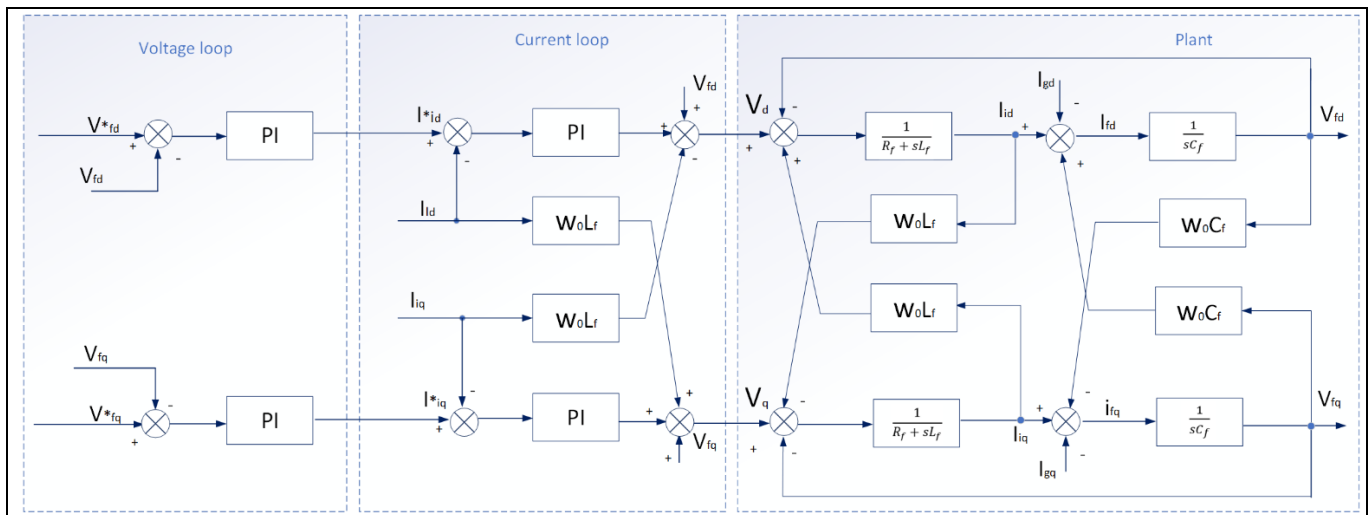 Voltage loop
Current loop
Plant
V*fd
+
-
Vfd
PI
I*id
+
-
PI
+
Vfd
+
-
Vd
+
-
+
1
Rf + sLf
Iid
+
Igd
-
+
Ifd
1
sCf
Vfd
IId
W0Lf
W0Lf
W0Cf
Iiq
W0Lf
W0Lf
W0Cf
Vfq
-
V*fq
+
PI
I*iq
-
+
PI
+
+
+
Vfq
Vq
+
-
-
1
Rf + sLf
Iiq
+
-
-
Igq
ifq
1
sCf
Vfq